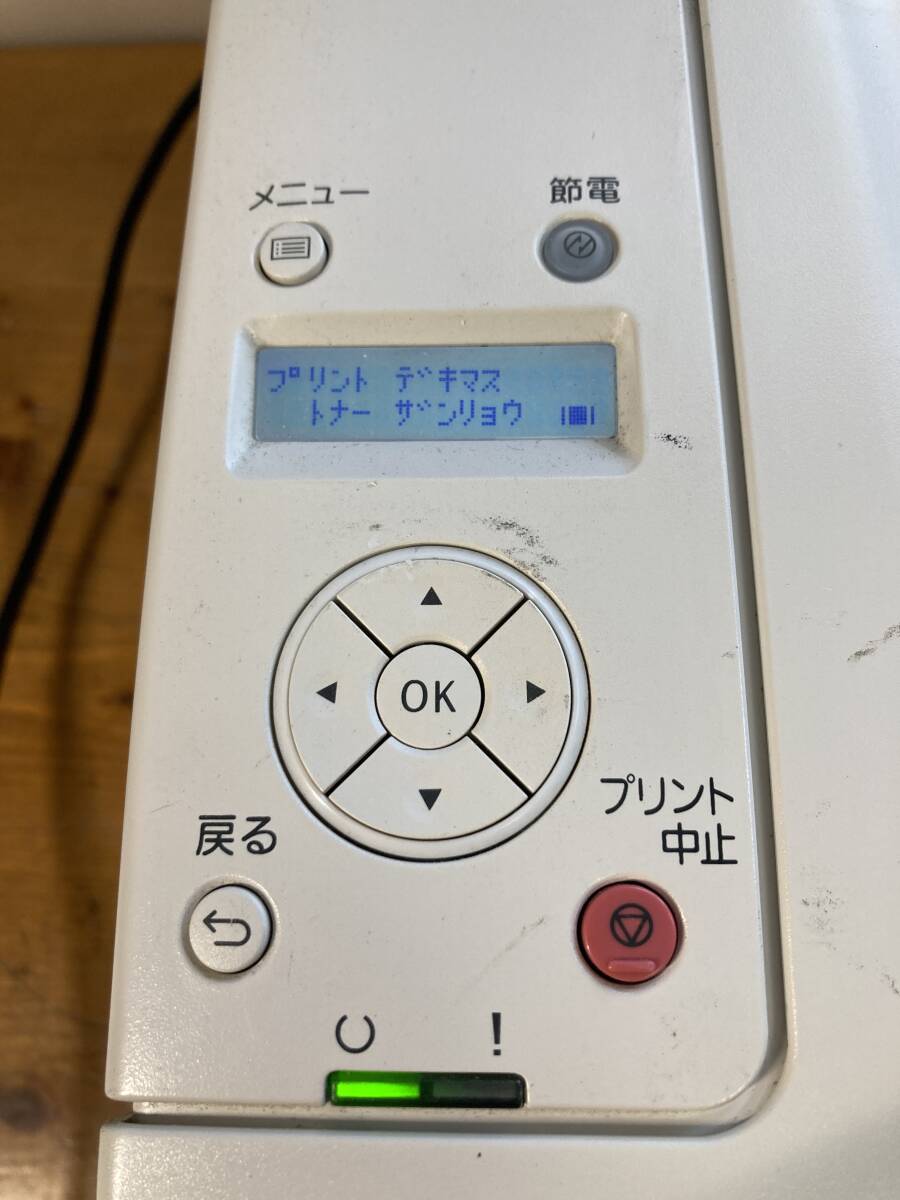 メニュー
節電
プリント デキマス
トナー ザンリョウ
OK
戻る
プリント
中止
!